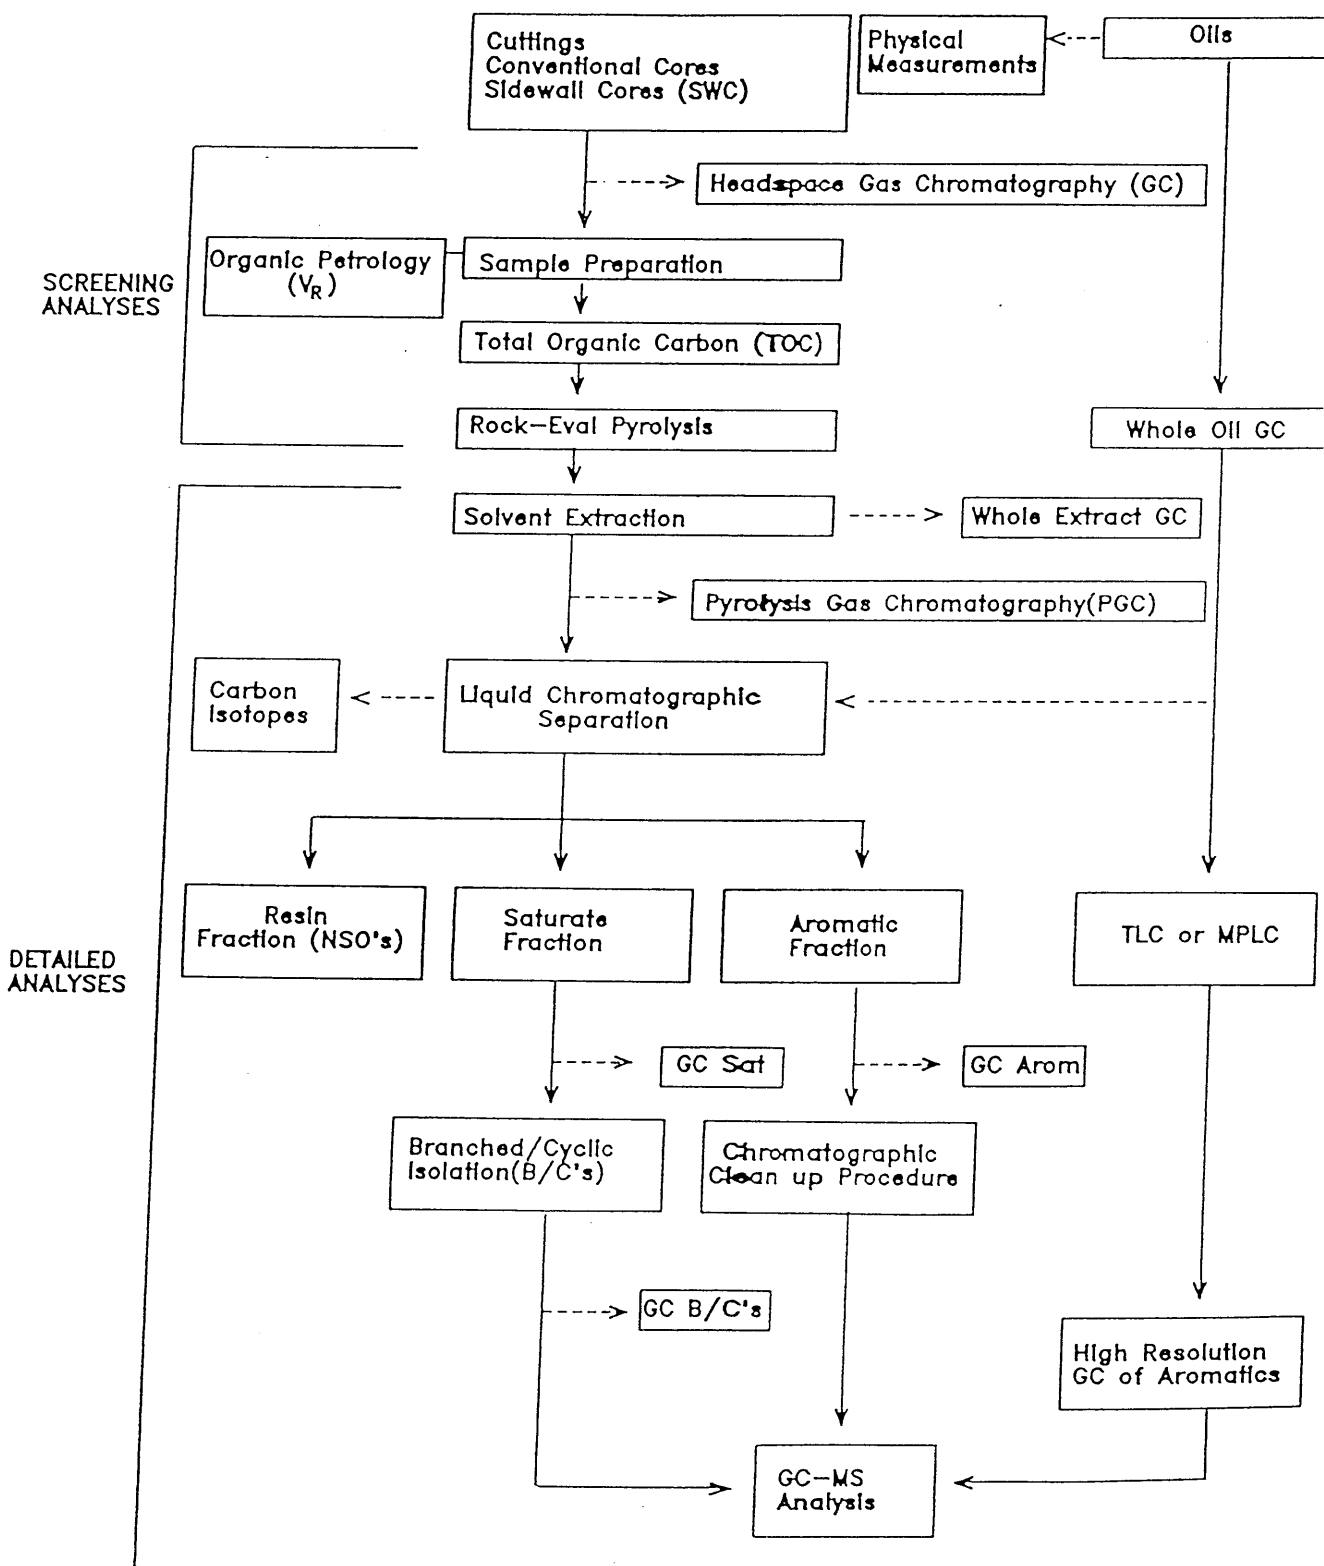 Cuttings
Conventional Cores
Sidewall Cores (SWC)
Physical
Measurements
Oils
Headspace Gas Chromatography (GC)
SCREENING
ANALYSES
Organic Petrology
(VR)
Sample Preparation
Total Organic Carbon (TOC)
Rock-Eval Pyrolysis
Whole Oil GC
Solvent Extraction
Whole Extract GC
Pyrolysis Gas Chromatography(PGC)
Carbon
Isotopes
Liquid Chromatographic
Separation
DETAILED
ANALYSES
Resin
Fraction (NSO's)
Saturate
Fraction
Aromatic
Fraction
TLC or MPLC
GC Sat
GC Arom
Branched/Cyclic
Isolation(B/C's)
Chromatographic
Clean up Procedure
GC B/C's
High Resolution
GC of Aromatics
GC-MS
Analysis